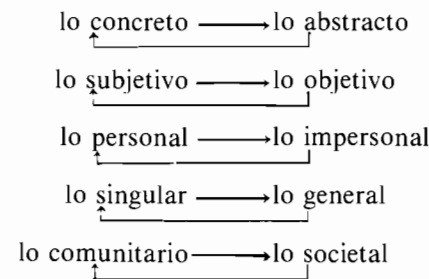 lo concreto ⟶ lo abstracto
lo subjetivo ⟶ lo objetivo
lo personal ⟶ lo impersonal
lo singular ⟶ lo general
lo comunitario ⟶ lo societal